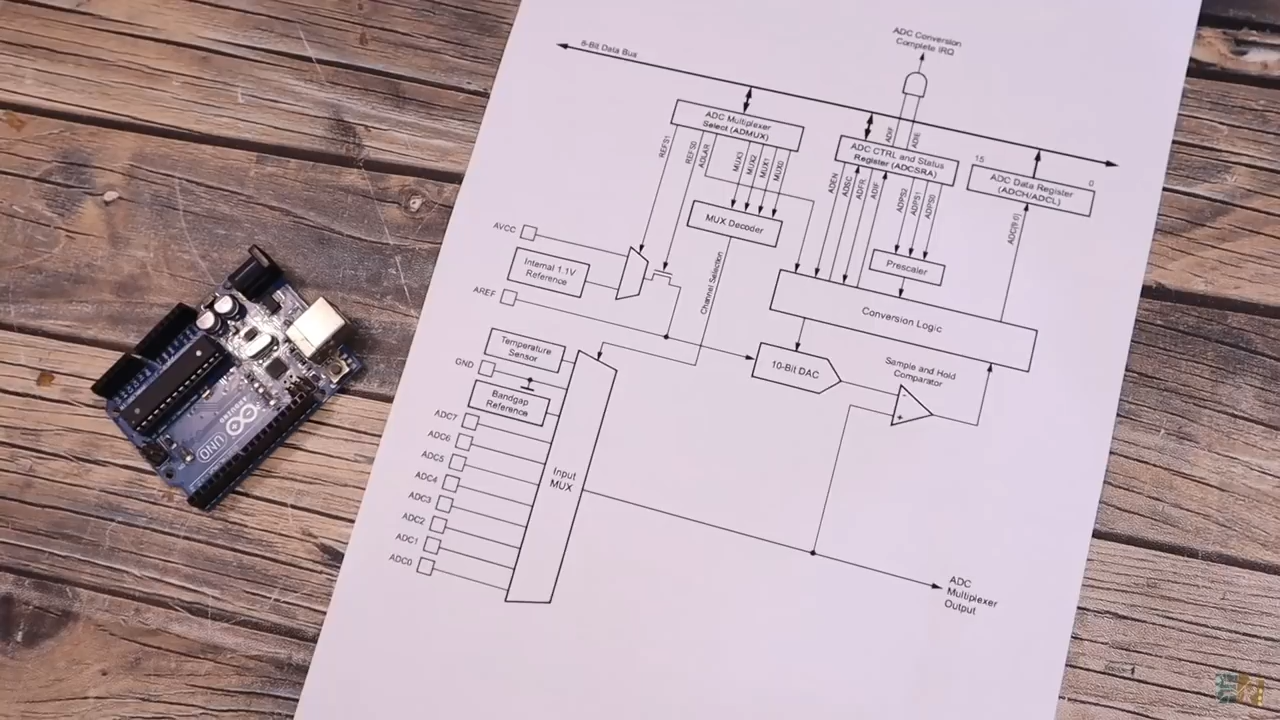 ADC Conversion
Complete IRQ
8-Bit Data Bus
ADC Multiplexer
Select (ADMUX)
ADIF
ADIE
ADC CTRL and Status
Register (ADCSRA)
15
0
ADC Data Register
(ADCH/ADCL)
REFS1
REFS0
ADLAR
MUX3
MUX2
MUX1
MUX0
ADEN
ADSC
ADFR
ADIF
ADPS2
ADPS1
ADPS0
ADC[9:0]
MUX Decoder
AVCC
Internal 1.1V
Reference
AREF
Channel Selection
Prescaler
Conversion Logic
Temperature
Sensor
GND
Bandgap
Reference
10-Bit DAC
Sample and Hold
Comparator
-
+
ADC7
ADC6
ADC5
ADC4
ADC3
ADC2
ADC1
ADC0
Input
MUX
ADC
Multiplexer
Output
UNO
ARDUINO